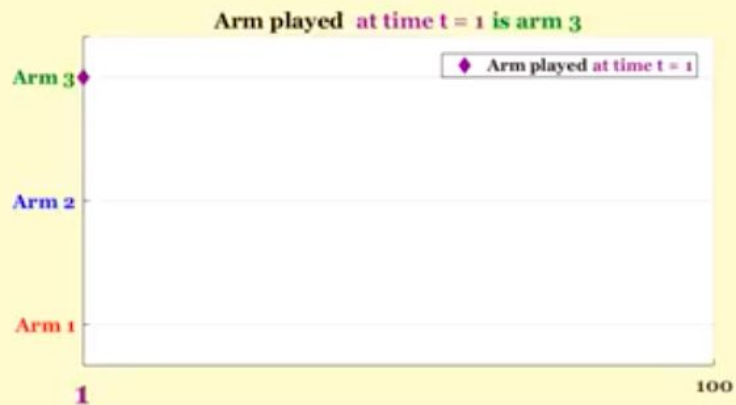 Arm played at time t = 1 is arm 3
Arm played at time t = 1
Arm 3
Arm 2
Arm 1
1
100